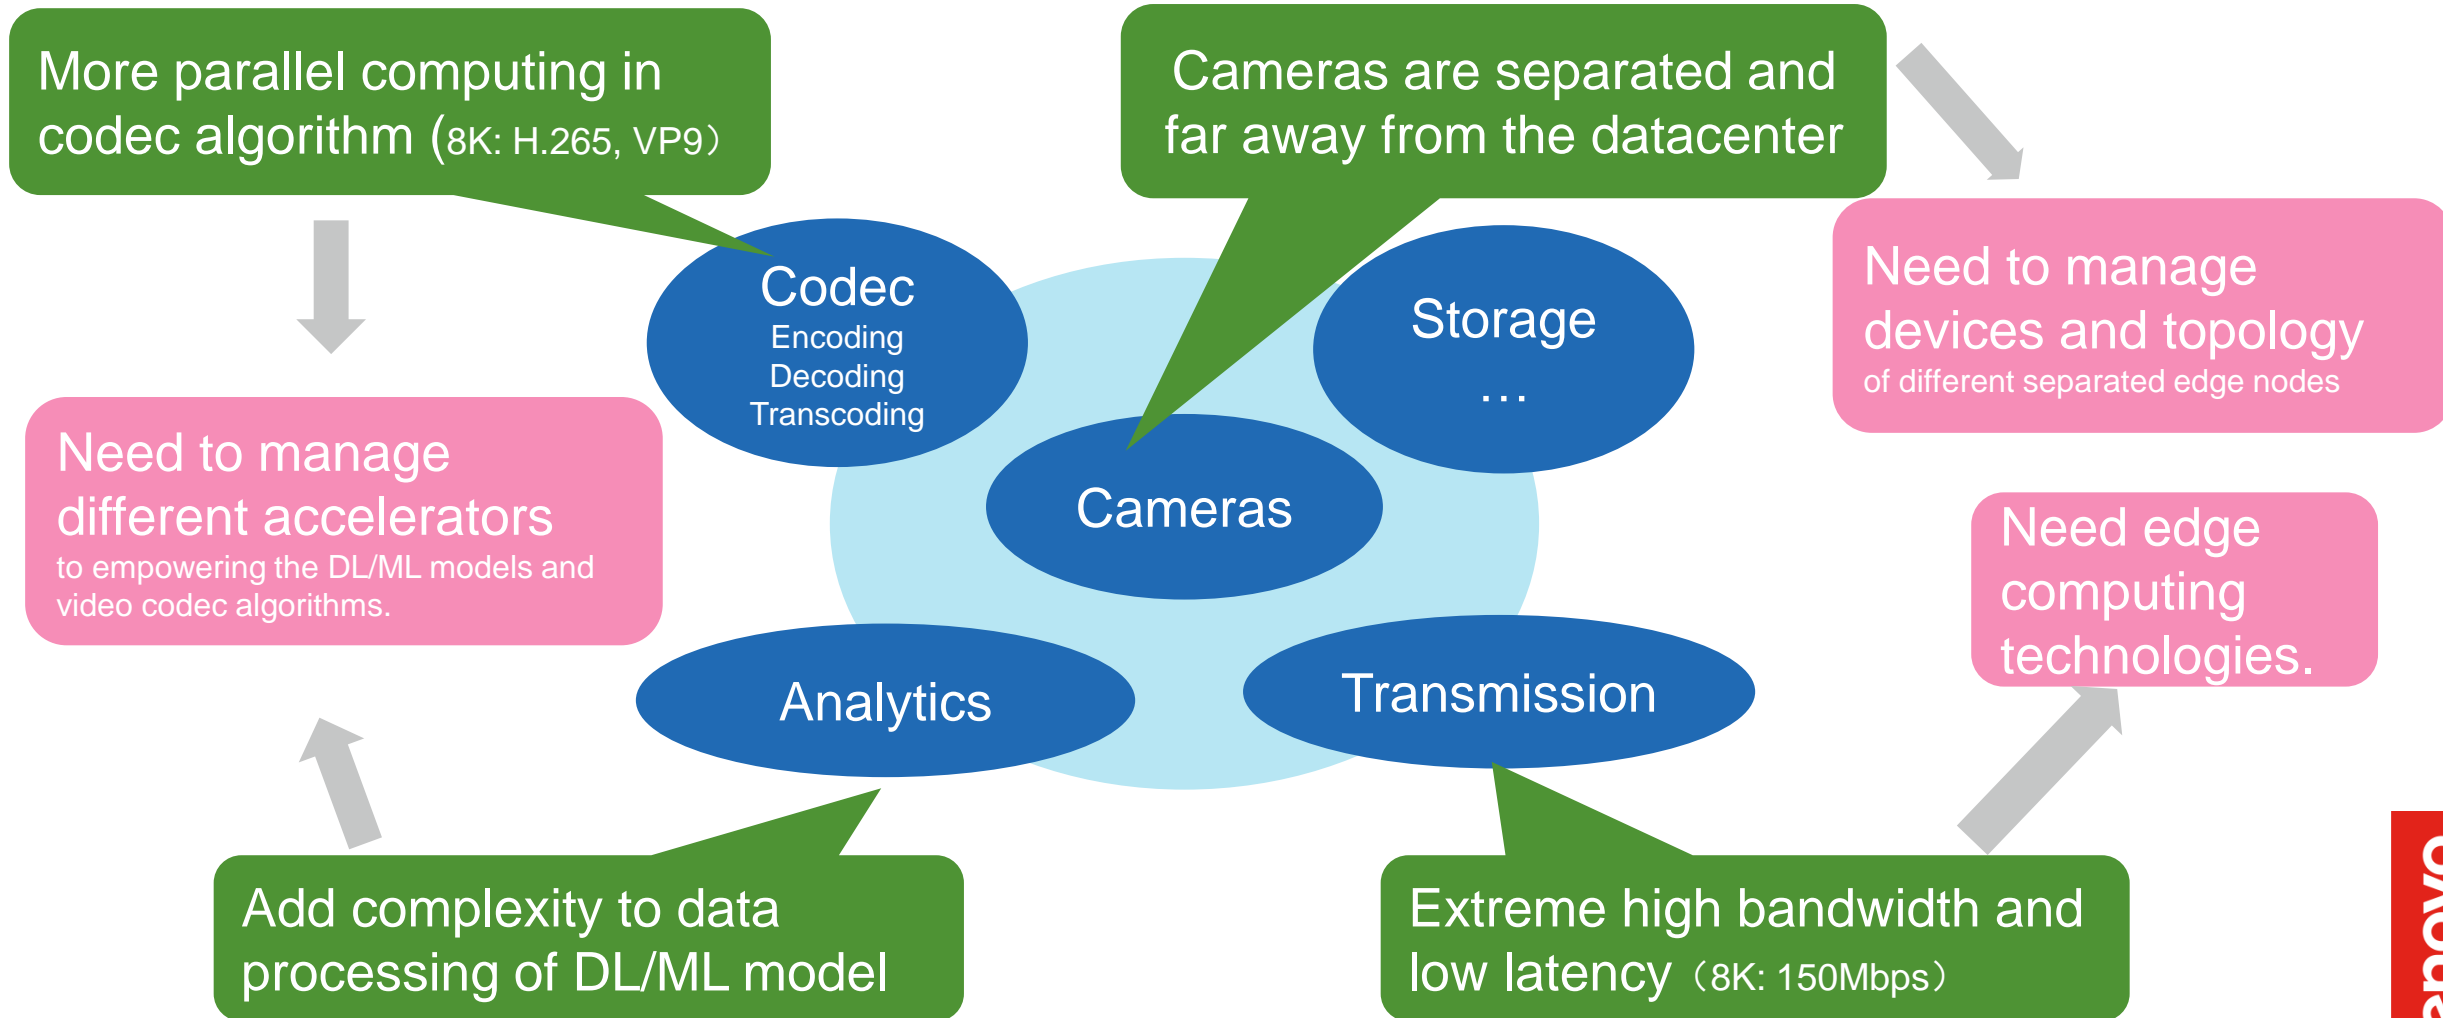 More parallel computing in
codec algorithm (8K: H.265, VP9）
Cameras are separated and
far away from the datacenter
Codec
Encoding
Decoding
Transcoding
Storage
…
Need to manage
devices and topology
of different separated edge nodes
Need to manage
different accelerators
to empowering the DL/ML models and
video codec algorithms.
Cameras
Need edge
computing
technologies.
Analytics
Transmission
Add complexity to data
processing of DL/ML model
Extreme high bandwidth and
low latency（8K: 150Mbps）
enovo